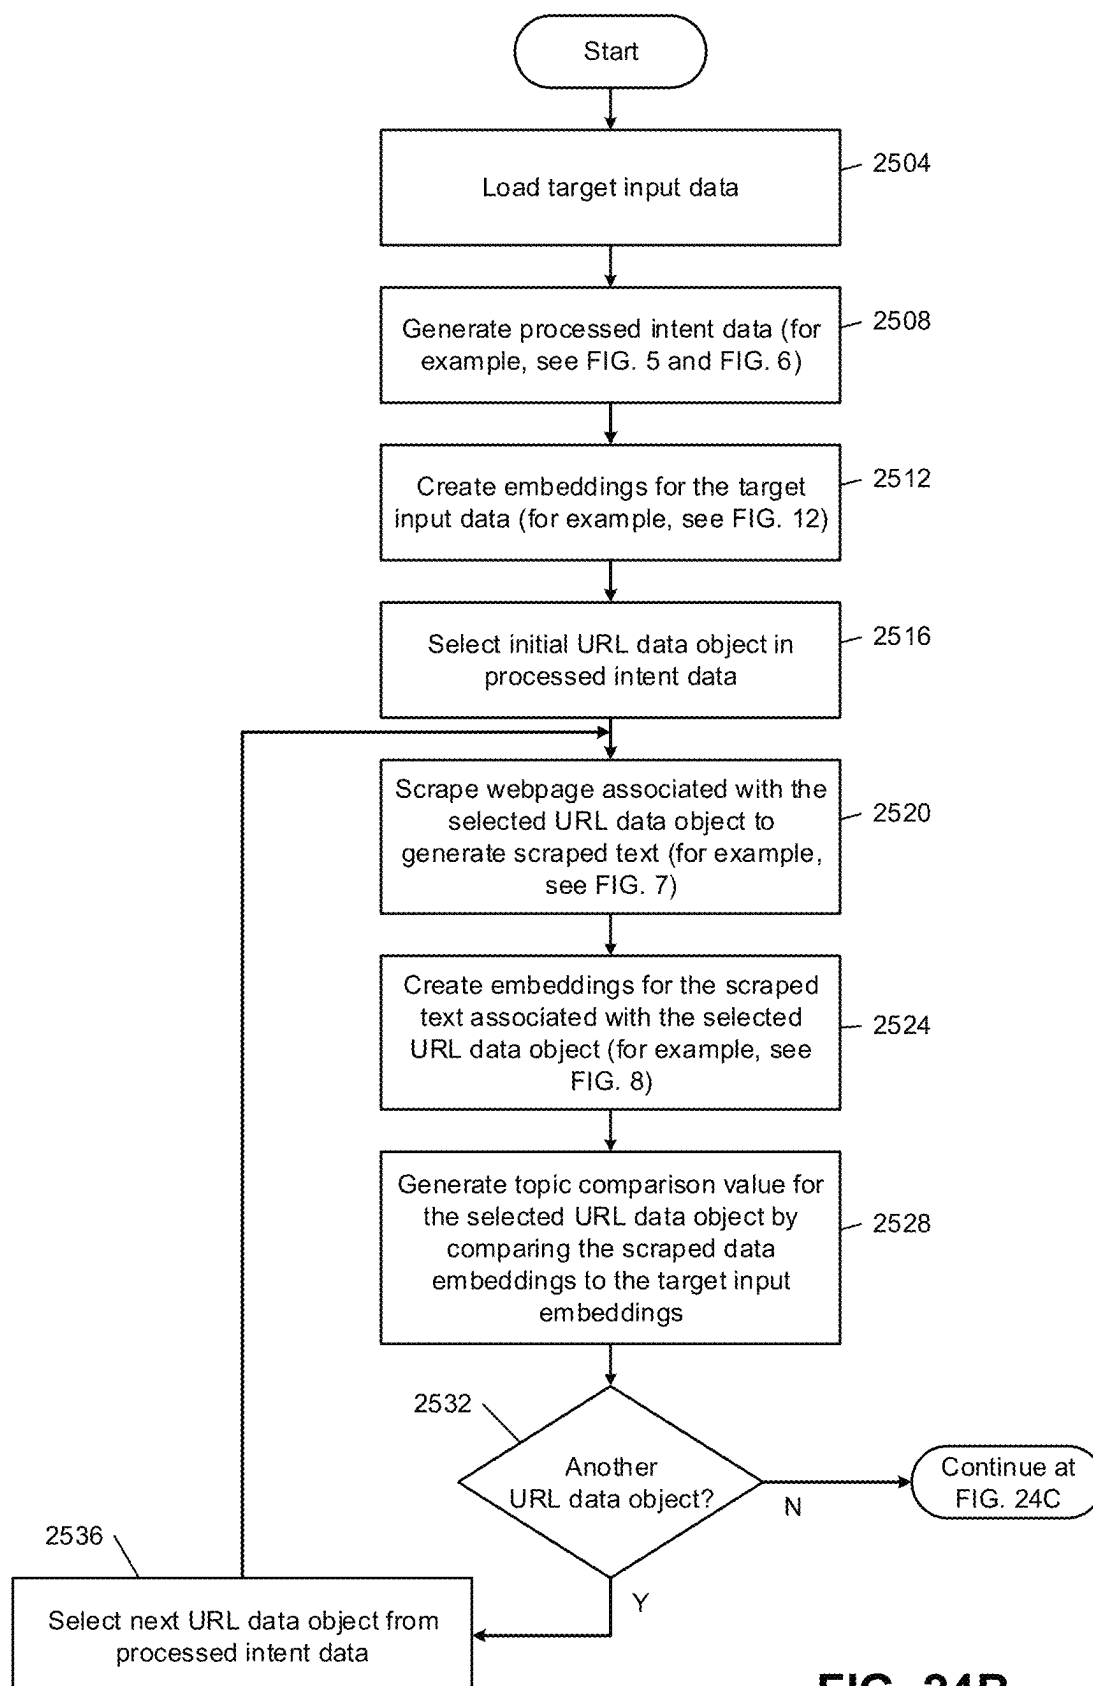 Start
Load target input data
2504
Generate processed intent data (for
example, see FIG. 5 and FIG. 6)
2508
Create embeddings for the target
input data (for example, see FIG. 12)
2512
Select initial URL data object in
processed intent data
2516
Scrape webpage associated with the
selected URL data object to
generate scraped text (for example,
see FIG. 7)
2520
Create embeddings for the scraped
text associated with the selected
URL data object (for example, see
FIG. 8)
2524
Generate topic comparison value for
the selected URL data object by
comparing the scraped data
embeddings to the target input
embeddings
2528
2532
Another
URL data object?
N
Continue at
FIG. 24C
Y
2536
Select next URL data object from
processed intent data
FIG. 24B